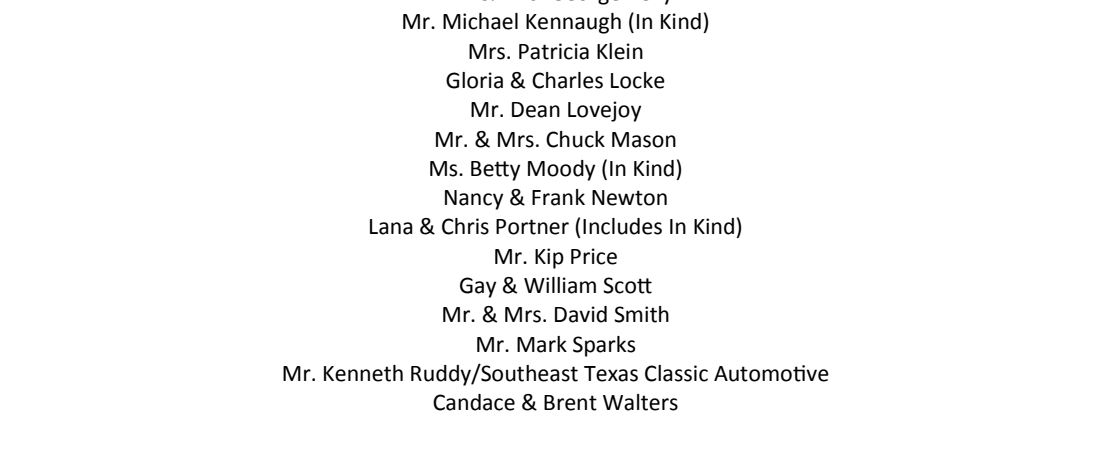 Mr. Michael Kennaugh (In Kind)
Mrs. Patricia Klein
Gloria & Charles Locke
Mr. Dean Lovejoy
Mr. & Mrs. Chuck Mason
Ms. Betty Moody (In Kind)
Nancy & Frank Newton
Lana & Chris Portner (Includes In Kind)
Mr. Kip Price
Gay & William Scott
Mr. & Mrs. David Smith
Mr. Mark Sparks
Mr. Kenneth Ruddy/Southeast Texas Classic Automotive
Candace & Brent Walters